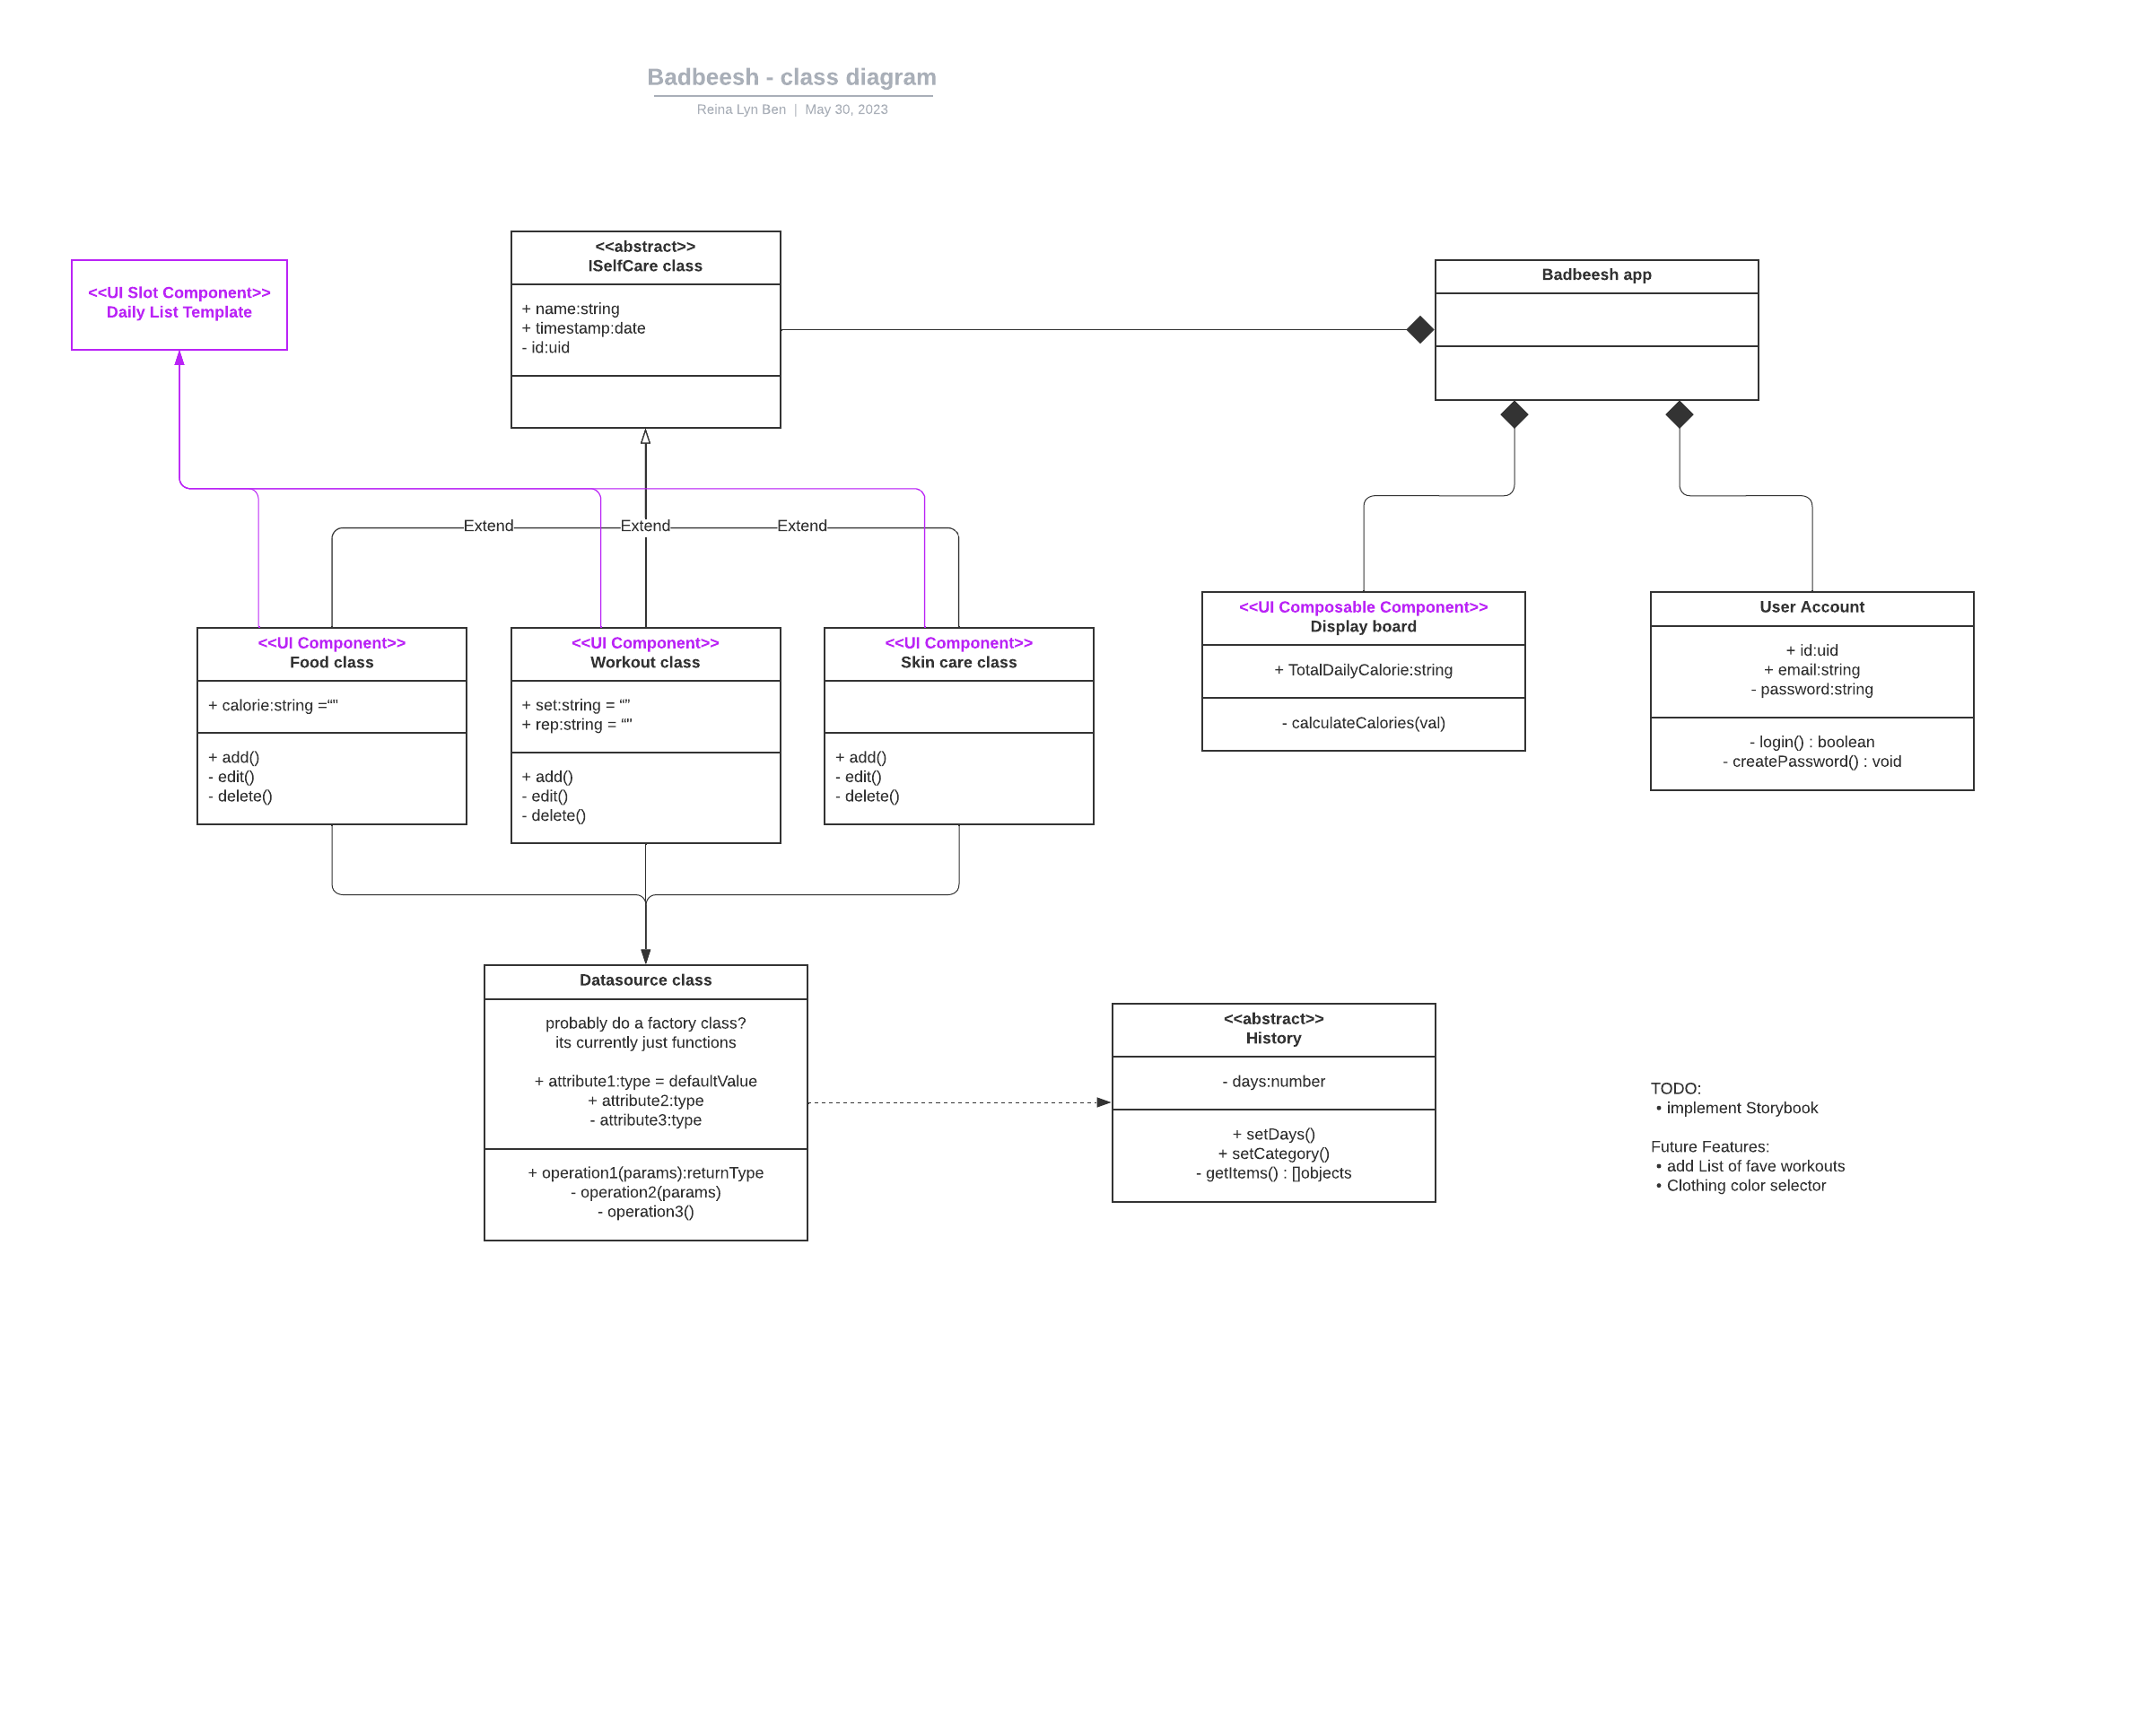 Badbeesh - class diagram
Reina Lyn Ben | May 30, 2023
<<UI Slot Component>>
Daily List Template
<<abstract>>
ISelfCare class
+ name:string
+ timestamp:date
- id:uid
Badbeesh app
Extend
Extend
Extend
<<UI Component>>
Food class
+ calorie:string =“”
+ add()
- edit()
- delete()
<<UI Component>>
Workout class
+ set:string = “”
+ rep:string = “”
+ add()
- edit()
- delete()
<<UI Component>>
Skin care class
+ add()
- edit()
- delete()
<<UI Composable Component>>
Display board
+ TotalDailyCalorie:string
- calculateCalories(val)
User Account
+ id:uid
+ email:string
- password:string
- login() : boolean
- createPassword() : void
Datasource class
probably do a factory class?
its currently just functions
+ attribute1:type = defaultValue
+ attribute2:type
- attribute3:type
+ operation1(params):returnType
- operation2(params)
- operation3()
<<abstract>>
History
- days:number
+ setDays()
+ setCategory()
- getItems() : []objects
TODO:
• implement Storybook
Future Features:
• add List of fave workouts
• Clothing color selector